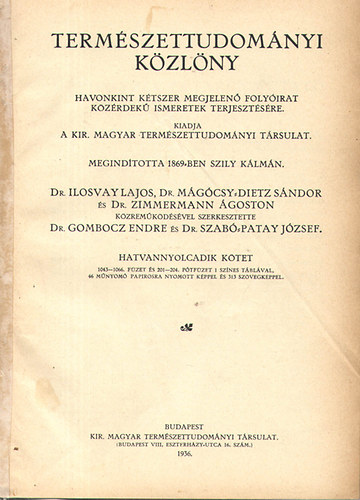 TERMÉSZETTUDOMÁNYI
KÖZLÖNY
HAVONKINT KÉTSZER MEGJELENŐ FOLYÓIRAT
KÖZÉRDEKŰ ISMERETEK TERJESZTÉSÉRE.
KIADJA
A KIR. MAGYAR TERMÉSZETTUDOMÁNYI TÁRSULAT.
MEGINDÍTOTTA 1869-BEN SZILY KÁLMÁN.
DR. ILOSVAY LAJOS, DR. MÁGÓCSY-DIETZ SÁNDOR
ÉS DR. ZIMMERMANN ÁGOSTON
KÖZREMŰKÖDÉSÉVEL SZERKESZTETTE
DR. GOMBOCZ ENDRE ÉS DR. SZABÓ-PATAY JÓZSEF.
HATVANNYOLCADIK KÖTET
1043—1066. FÜZET ÉS 201—204. PÓTFÜZET 1 SZÍNES TÁBLÁVAL,
46 MŰNYOMÓ PAPIROSRA NYOMOTT KÉPPEL ÉS 313 SZÖVEGKÉPPEL.
BUDAPEST
KIR. MAGYAR TERMÉSZETTUDOMÁNYI TÁRSULAT.
(BUDAPEST VIII, ESZTERHÁZY-UTCA 16. SZÁM.)
1936.